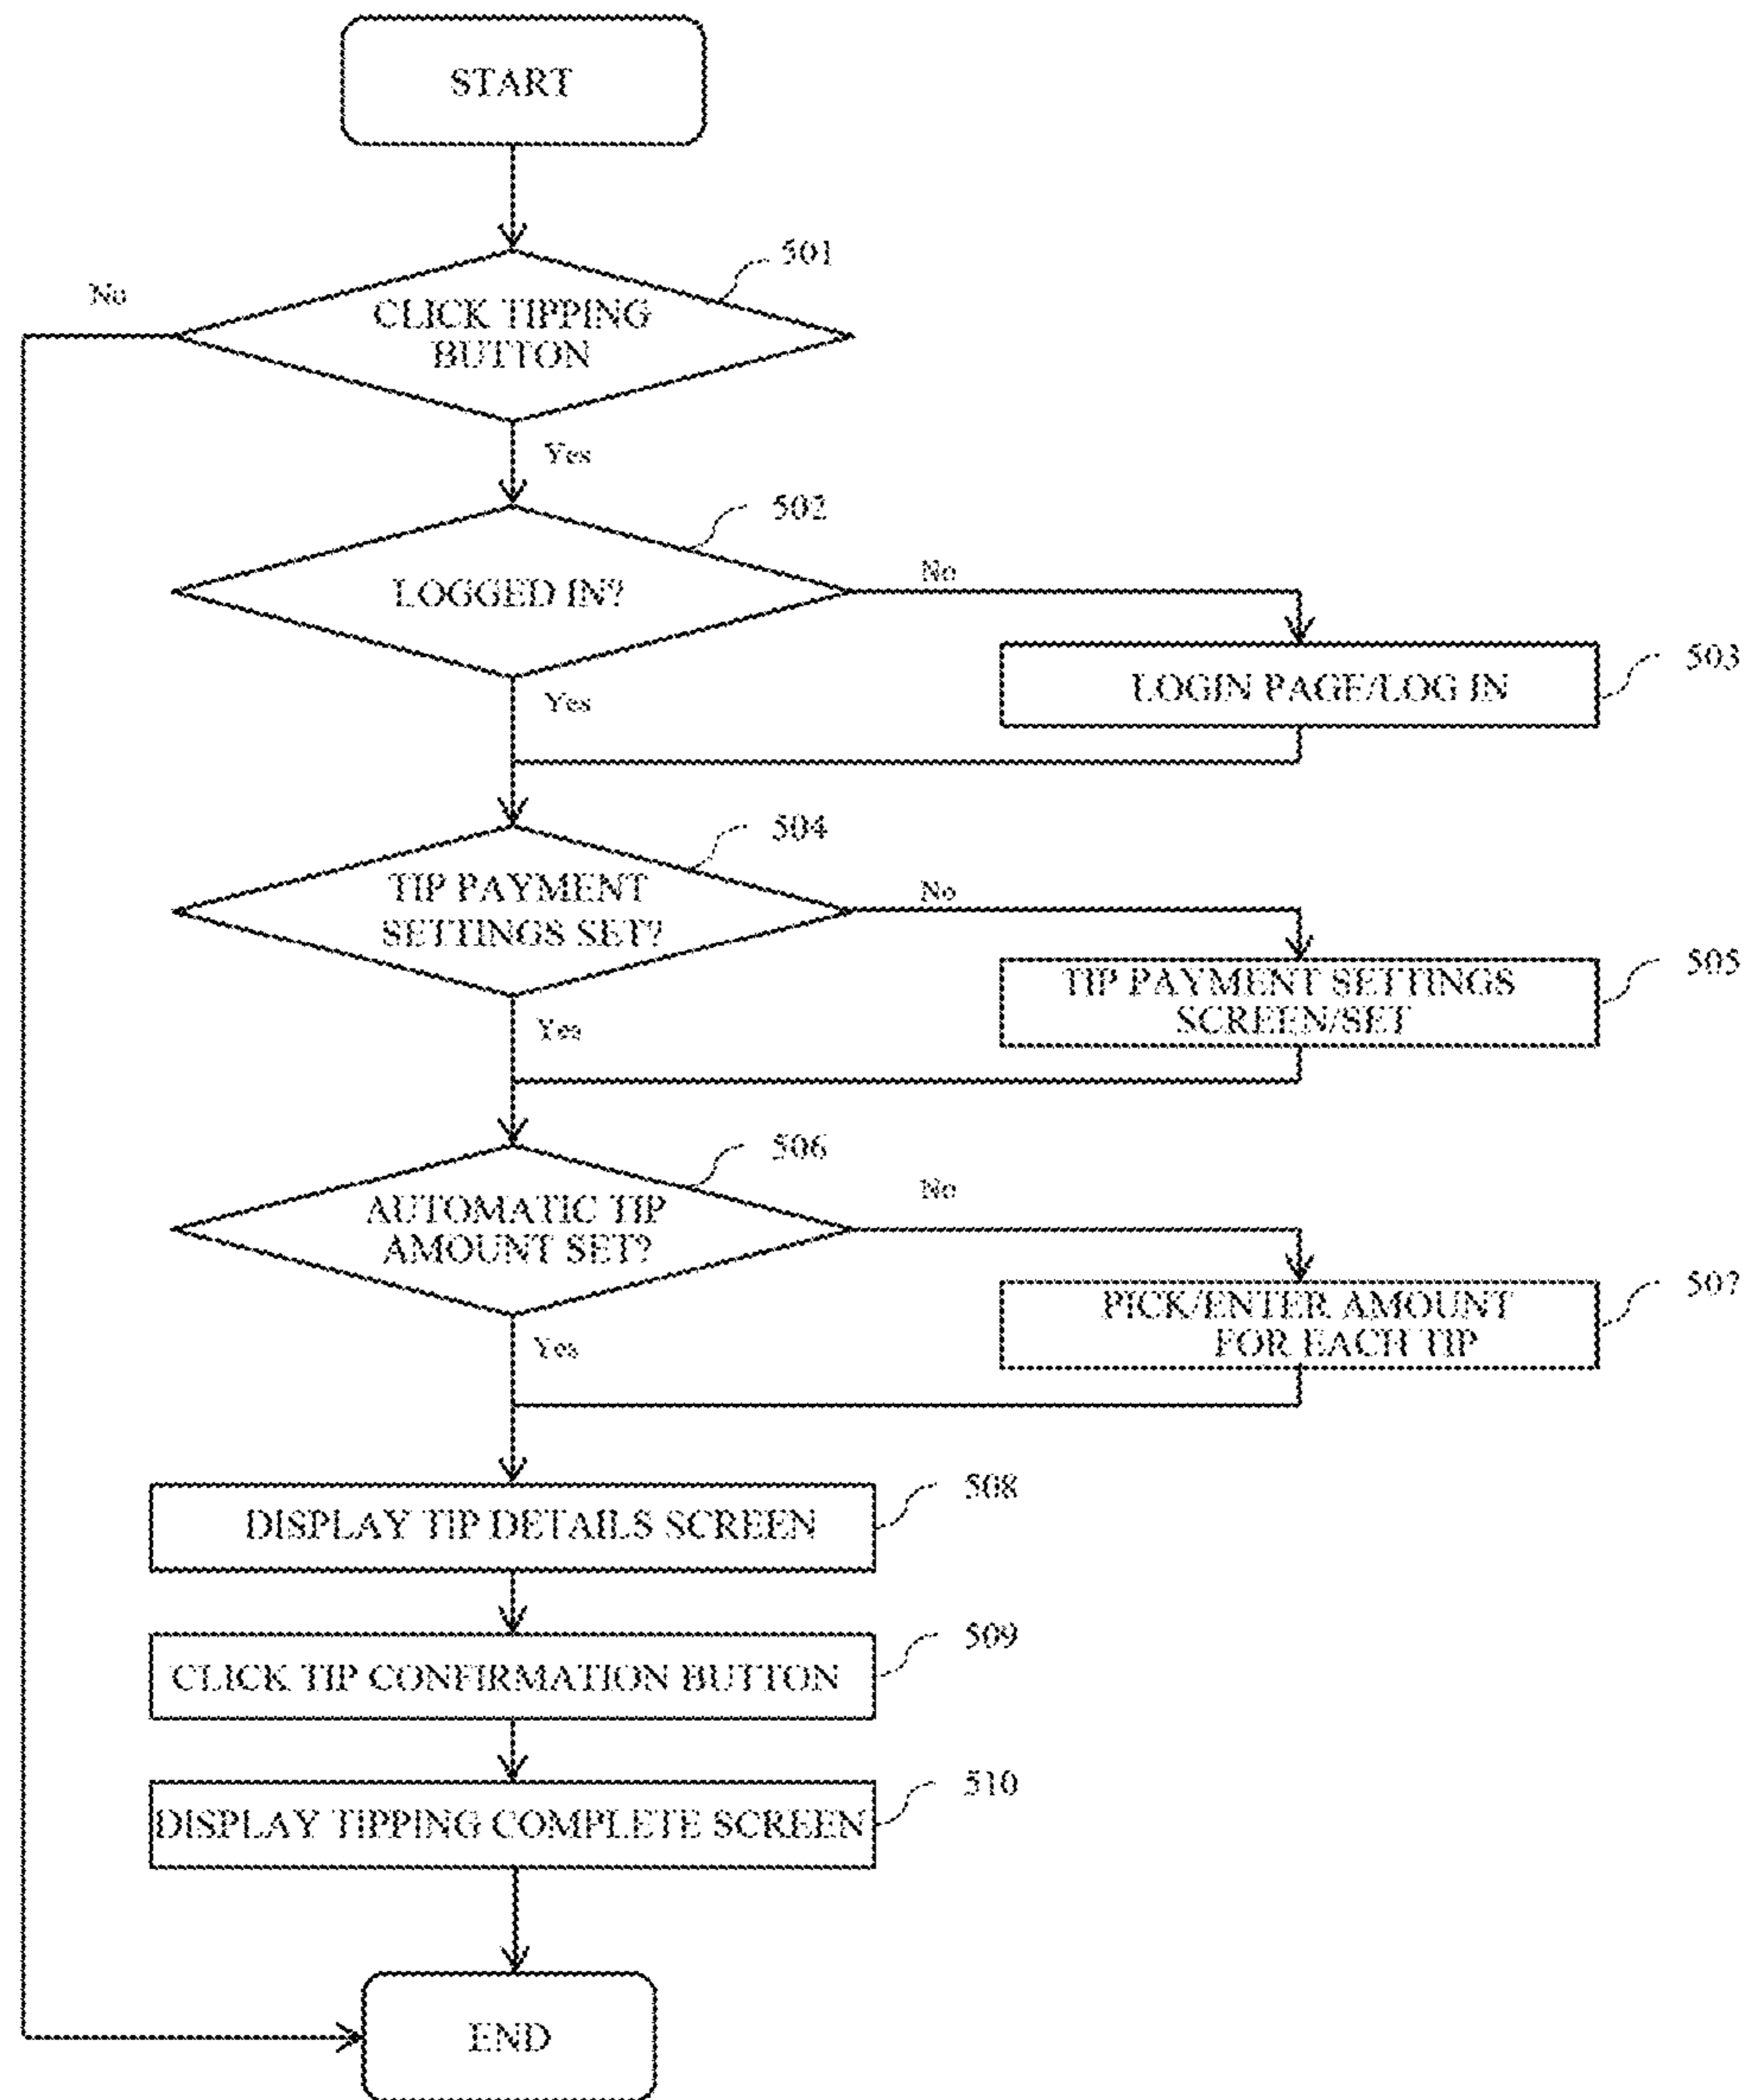 START
501
No
CLICK TIPPING
BUTTON
Yes
502
LOGGED IN?
No
503
LOGIN PAGE/LOG IN
Yes
504
TIP PAYMENT
SETTINGS SET?
No
505
TIP PAYMENT SETTINGS
SCREEN/SET
Yes
506
AUTOMATIC TIP
AMOUNT SET?
No
507
PICK/ENTER AMOUNT
FOR EACH TIP
Yes
508
DISPLAY TIP DETAILS SCREEN
509
CLICK TIP CONFIRMATION BUTTON
510
DISPLAY TIPPING COMPLETE SCREEN
END